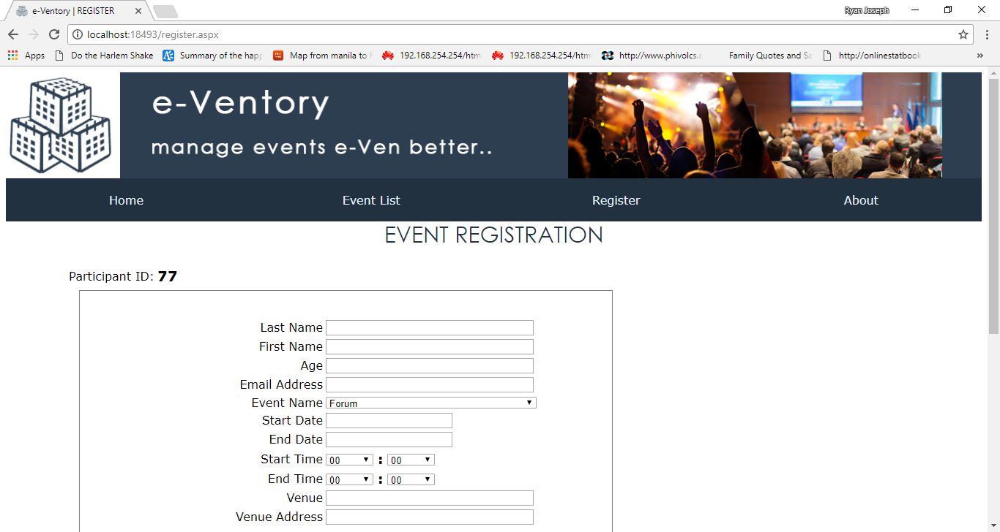 e-Ventory | REGISTER
Ryan Joseph
localhost:18493/register.aspx
Apps Do the Harlem Shake Summary of the hap Map from manila to 192.168.254.254/htm 192.168.254.254/htm http://www.phivolcs. Family Quotes and Sa http://onlinestatbook »
e-Ventory
manage events e-Ven better..
Home Event List Register About
EVENT REGISTRATION
Participant ID: 77
Last Name
First Name
Age
Email Address
Event Name Forum
Start Date
End Date
Start Time 00 : 00
End Time 00 : 00
Venue
Venue Address